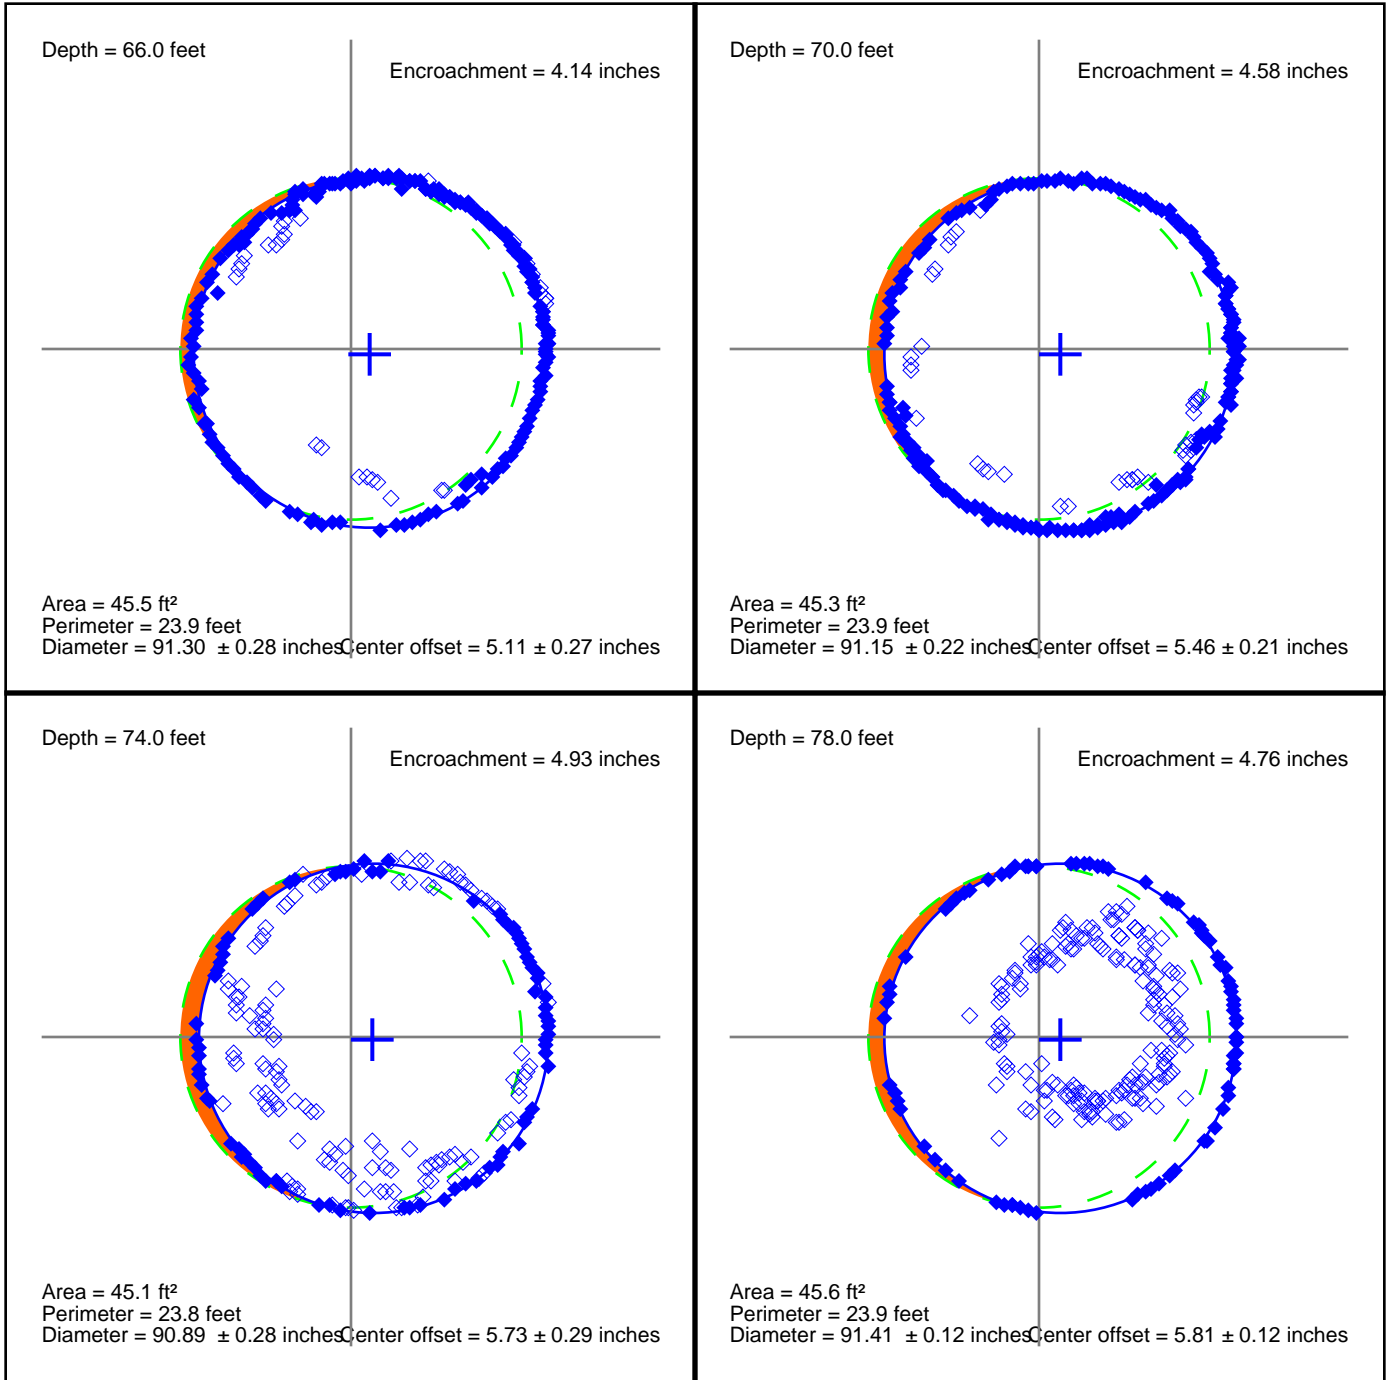 Depth = 66.0 feet
Encroachment = 4.14 inches
Area = 45.5 ft²
Perimeter = 23.9 feet
Diameter = 91.30 ± 0.28 inches
Center offset = 5.11 ± 0.27 inches
Depth = 70.0 feet
Encroachment = 4.58 inches
Area = 45.3 ft²
Perimeter = 23.9 feet
Diameter = 91.15 ± 0.22 inches
Center offset = 5.46 ± 0.21 inches
Depth = 74.0 feet
Encroachment = 4.93 inches
Area = 45.1 ft²
Perimeter = 23.8 feet
Diameter = 90.89 ± 0.28 inches
Center offset = 5.73 ± 0.29 inches
Depth = 78.0 feet
Encroachment = 4.76 inches
Area = 45.6 ft²
Perimeter = 23.9 feet
Diameter = 91.41 ± 0.12 inches
Center offset = 5.81 ± 0.12 inches